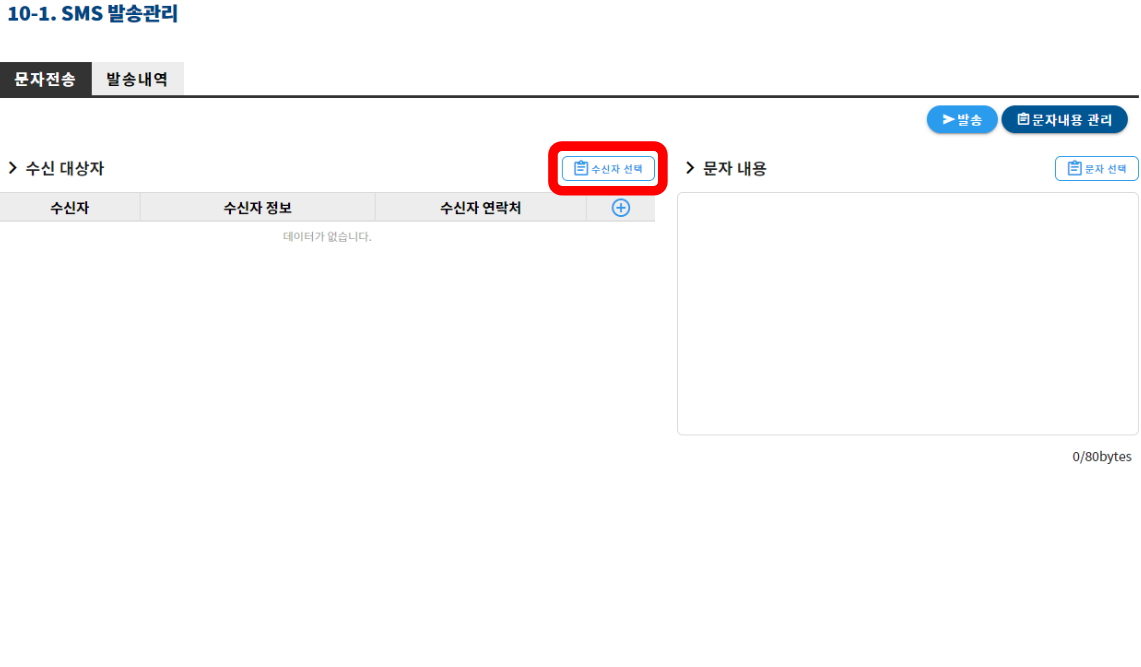 10-1. SMS 발송관리
문자전송 발송내역
발송 문자내용 관리
수신 대상자 수신자 선택
수신자 수신자 정보 수신자 연락처
데이터가 없습니다.
문자 내용 문자 선택
0/80bytes